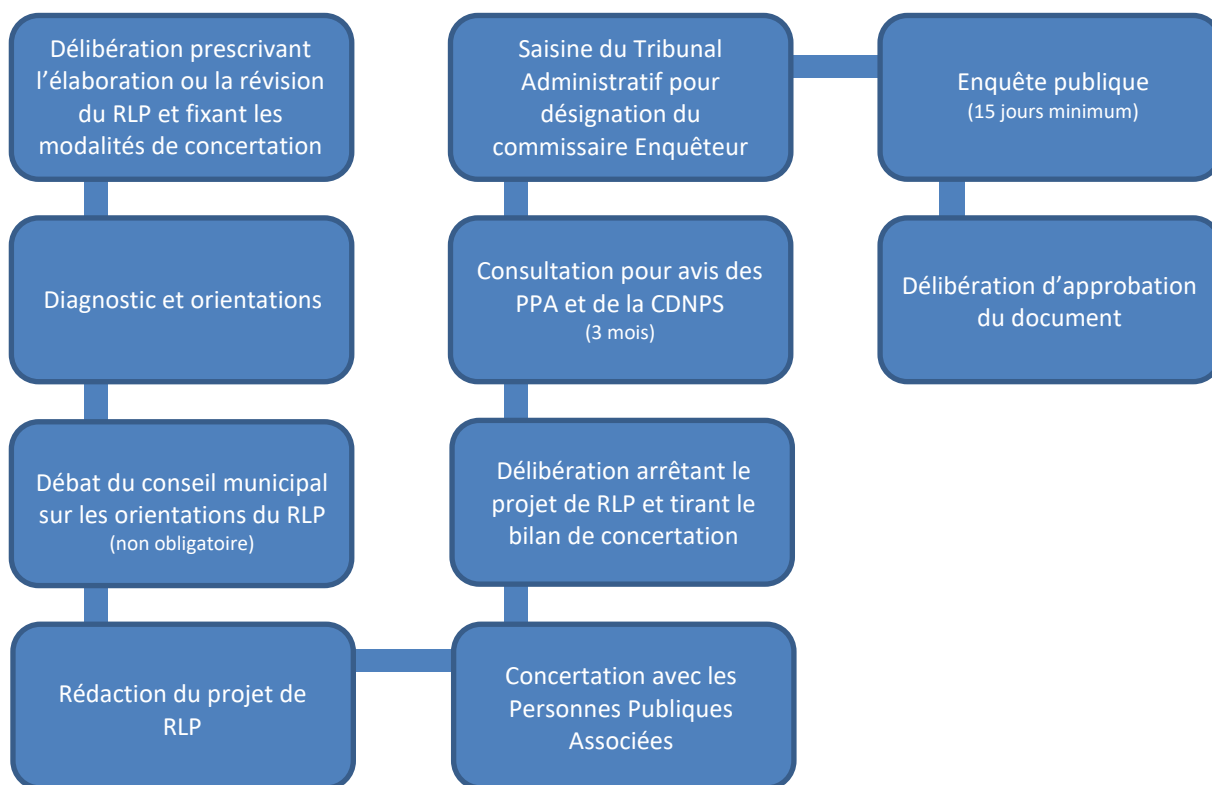 Délibération prescrivant
l’élaboration ou la révision
du RLP et fixant les
modalités de concertation
Diagnostic et orientations
Débat du conseil municipal
sur les orientations du RLP
(non obligatoire)
Rédaction du projet de
RLP
Concertation avec les
Personnes Publiques
Associées
Délibération arrêtant le
projet de RLP et tirant le
bilan de concertation
Consultation pour avis des
PPA et de la CDNPS
(3 mois)
Saisine du Tribunal
Administratif pour
désignation du
commissaire Enquêteur
Enquête publique
(15 jours minimum)
Délibération d’approbation
du document